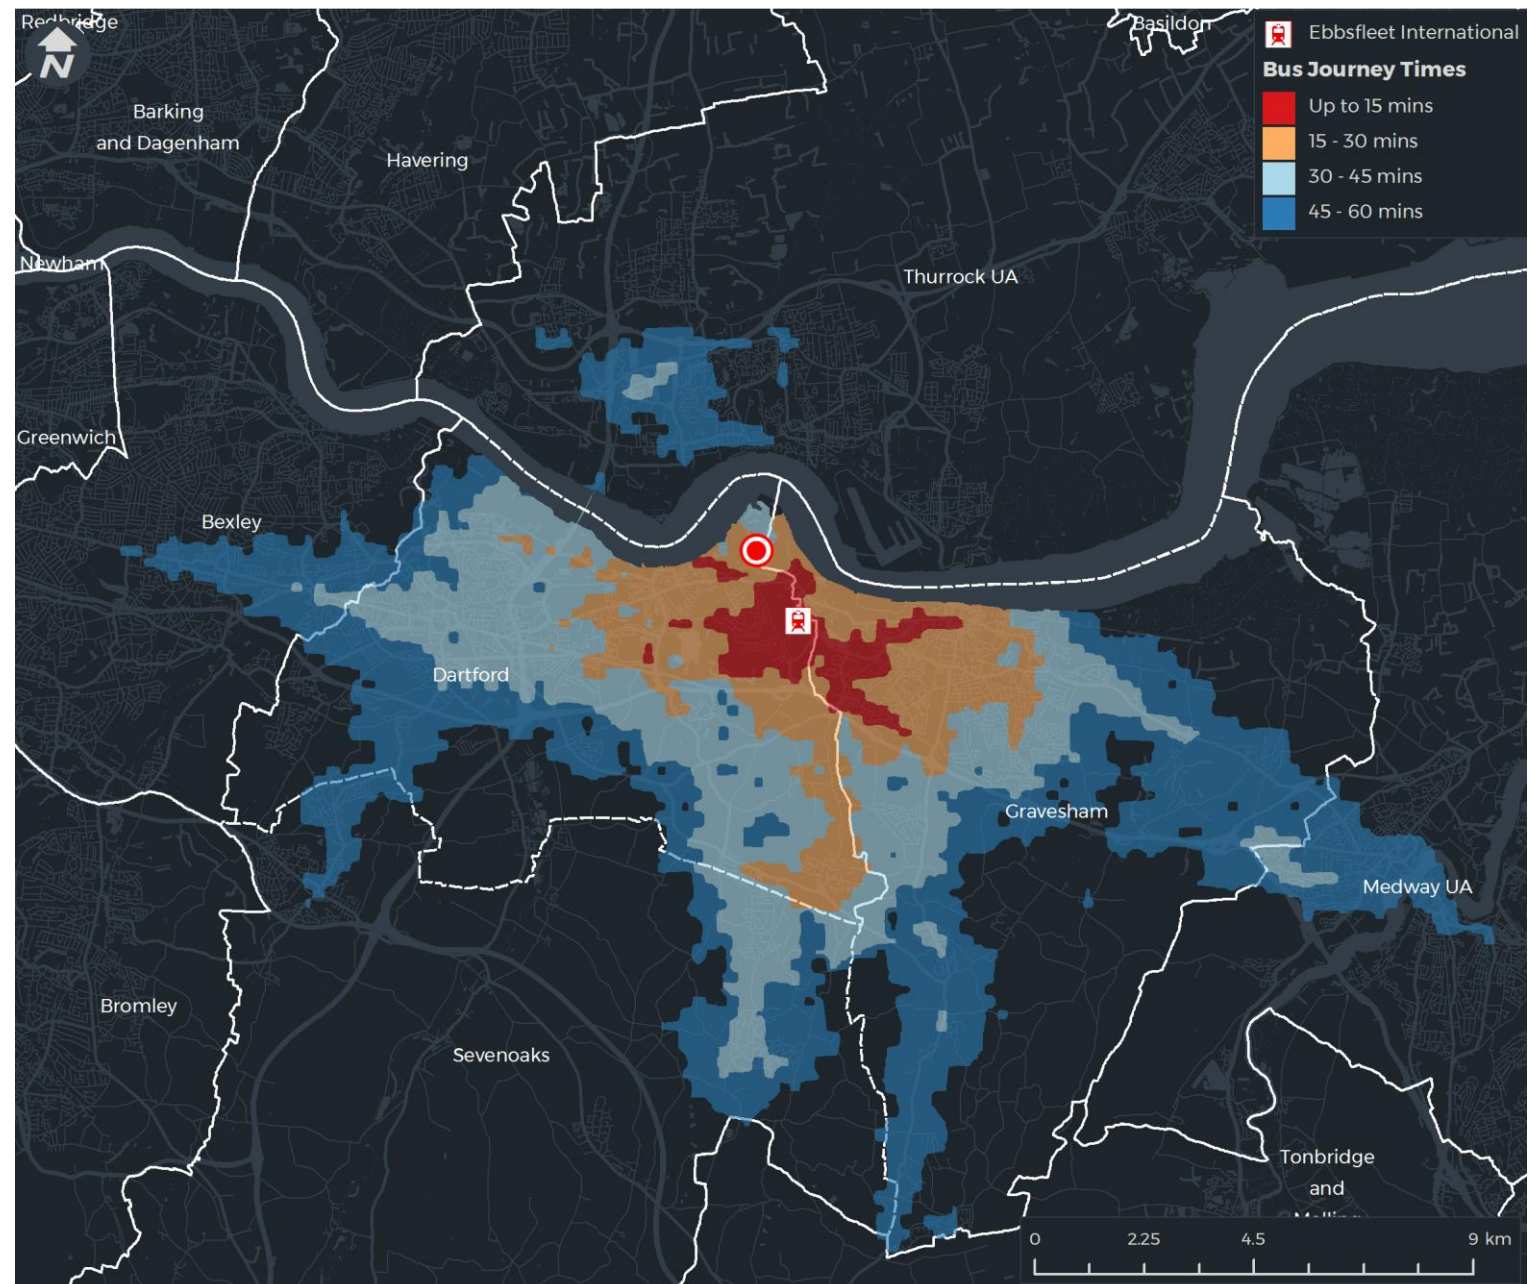 Redbridge
N
Basildon
Ebbsfleet International
Bus Journey Times
Up to 15 mins
15 - 30 mins
30 - 45 mins
45 - 60 mins
Barking
and Dagenham
Havering
Newham
Thurrock UA
Greenwich
Bexley
Dartford
Gravesham
Medway UA
Bromley
Sevenoaks
Tonbridge
and
0 2.25 4.5 9 km